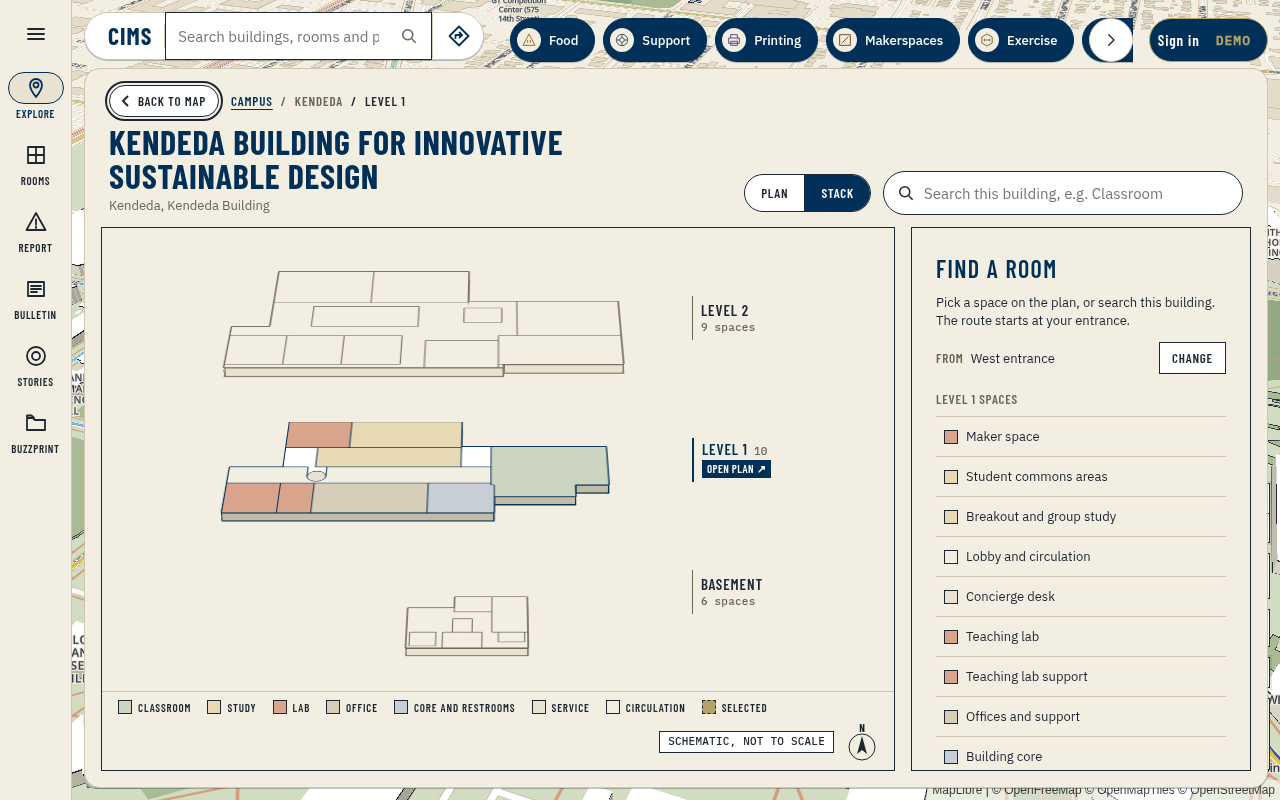 GT Competition
Center (575
14th Street)
CIMS
Search buildings, rooms and p
Food
Support
Printing
Makerspaces
Exercise
Sign in DEMO
EXPLORE
ROOMS
REPORT
BULLETIN
STORIES
BUZZPRINT
BACK TO MAP
CAMPUS / KENDEDA / LEVEL 1
KENDEDA BUILDING FOR INNOVATIVE
SUSTAINABLE DESIGN
Kendeda, Kendeda Building
PLAN
STACK
Search this building, e.g. Classroom
LEVEL 2
9 spaces
LEVEL 1 10
OPEN PLAN ↗
BASEMENT
6 spaces
CLASSROOM
STUDY
LAB
OFFICE
CORE AND RESTROOMS
SERVICE
CIRCULATION
SELECTED
SCHEMATIC, NOT TO SCALE
N
FIND A ROOM
Pick a space on the plan, or search this building.
The route starts at your entrance.
FROM West entrance
CHANGE
LEVEL 1 SPACES
Maker space
Student commons areas
Breakout and group study
Lobby and circulation
Concierge desk
Teaching lab
Teaching lab support
Offices and support
Building core
MapLibre | © OpenFreeMap © OpenMapTiles © OpenStreetMap